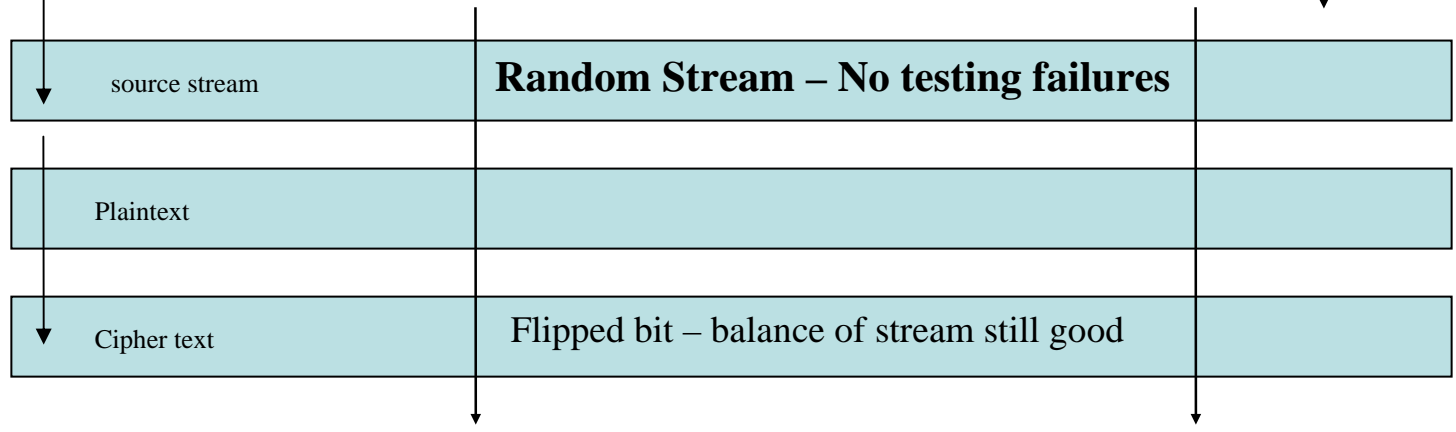 source stream Random Stream – No testing failures
Plaintext
Cipher text Flipped bit – balance of stream still good